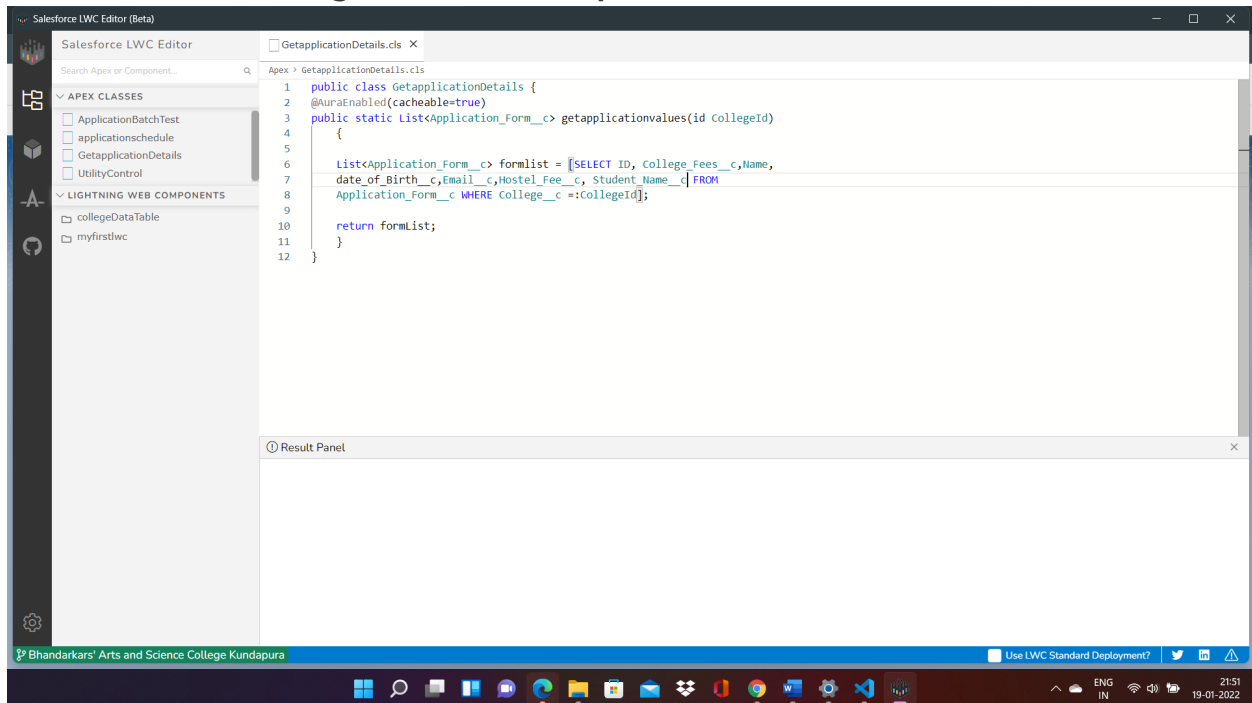 Salesforce LWC Editor (Beta)
Salesforce LWC Editor
GetapplicationDetails.cls
Search Apex or Component...
Apex > GetapplicationDetails.cls
APEX CLASSES
ApplicationBatchTest
applicationschedule
GetapplicationDetails
UtilityControl
LIGHTNING WEB COMPONENTS
collegeDataTable
myfirstlwc
1 public class GetapplicationDetails {
2 @AuraEnabled(cacheable=true)
3 public static List<Application_Form__c> getapplicationvalues(id CollegeId)
4 {
5
6 List<Application_Form__c> formlist = [SELECT ID, College_Fees__c,Name,
7 date_of_Birth__c,Email__c,Hostel_Fee__c, Student_Name__c FROM
8 Application_Form__c WHERE College__c =:CollegeId];
9
10 return formList;
11 }
12 }
Result Panel
Bhandarkars' Arts and Science College Kundapura
Use LWC Standard Deployment?
ENG
IN
21:51
19-01-2022